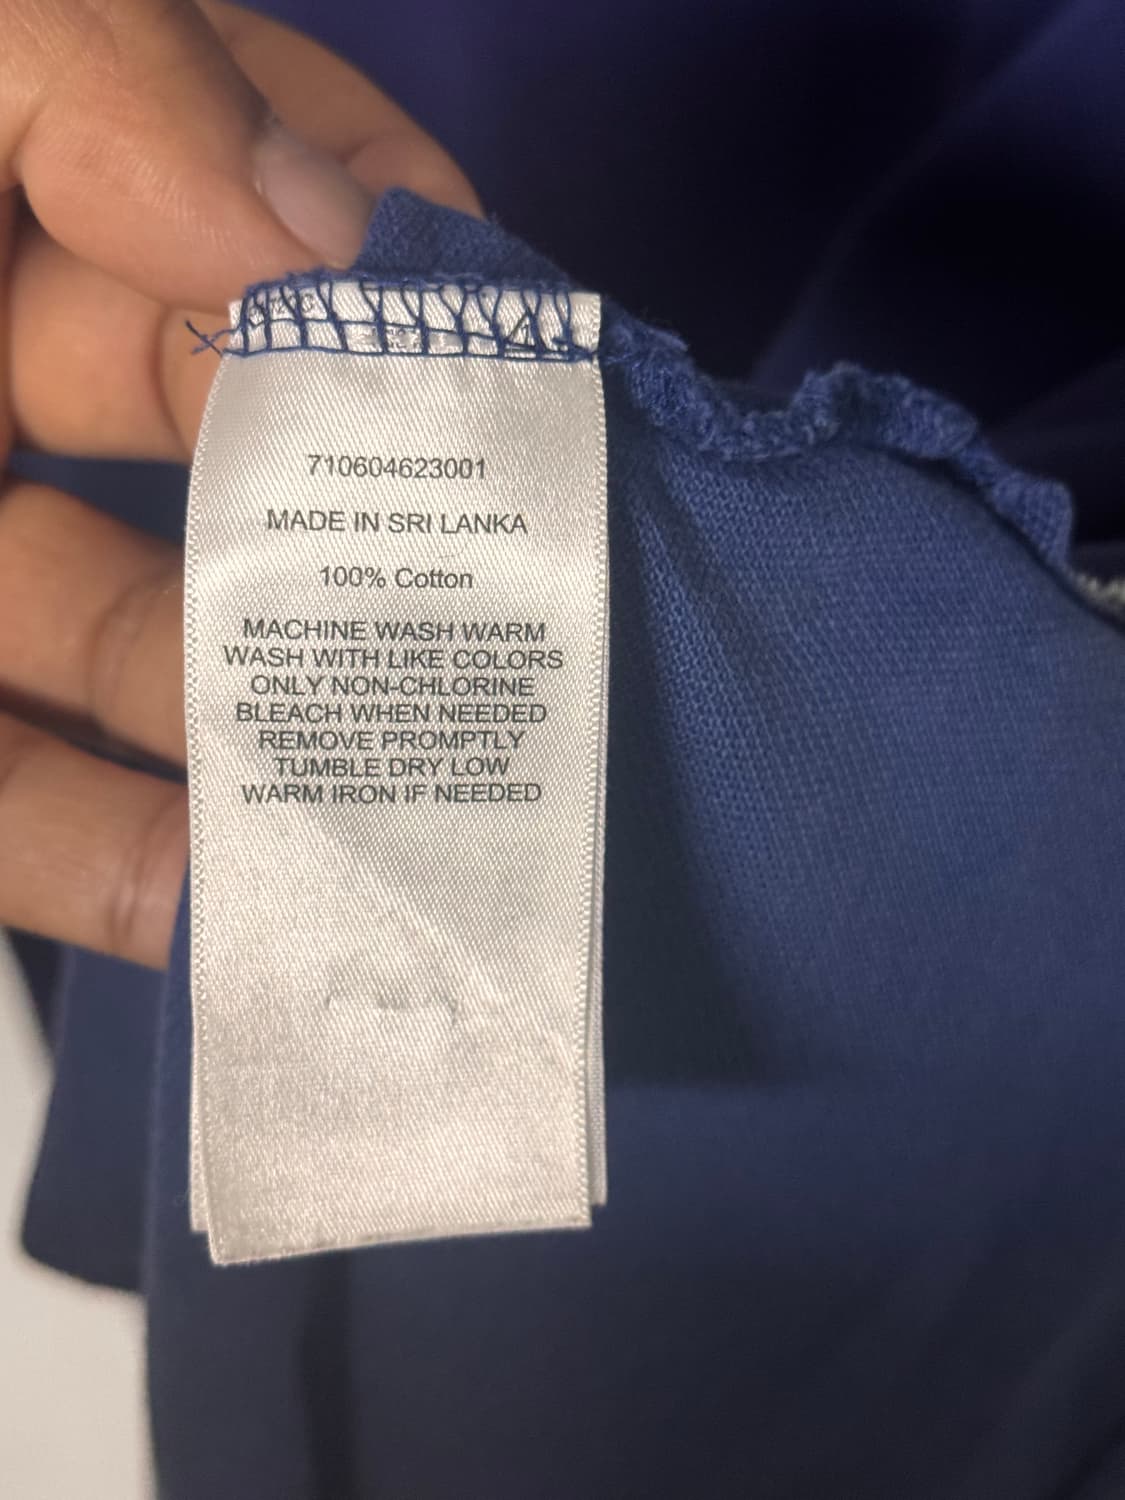 710604623001
MADE IN SRI LANKA
100% Cotton
MACHINE WASH WARM
WASH WITH LIKE COLORS
ONLY NON-CHLORINE
BLEACH WHEN NEEDED
REMOVE PROMPTLY
TUMBLE DRY LOW
WARM IRON IF NEEDED